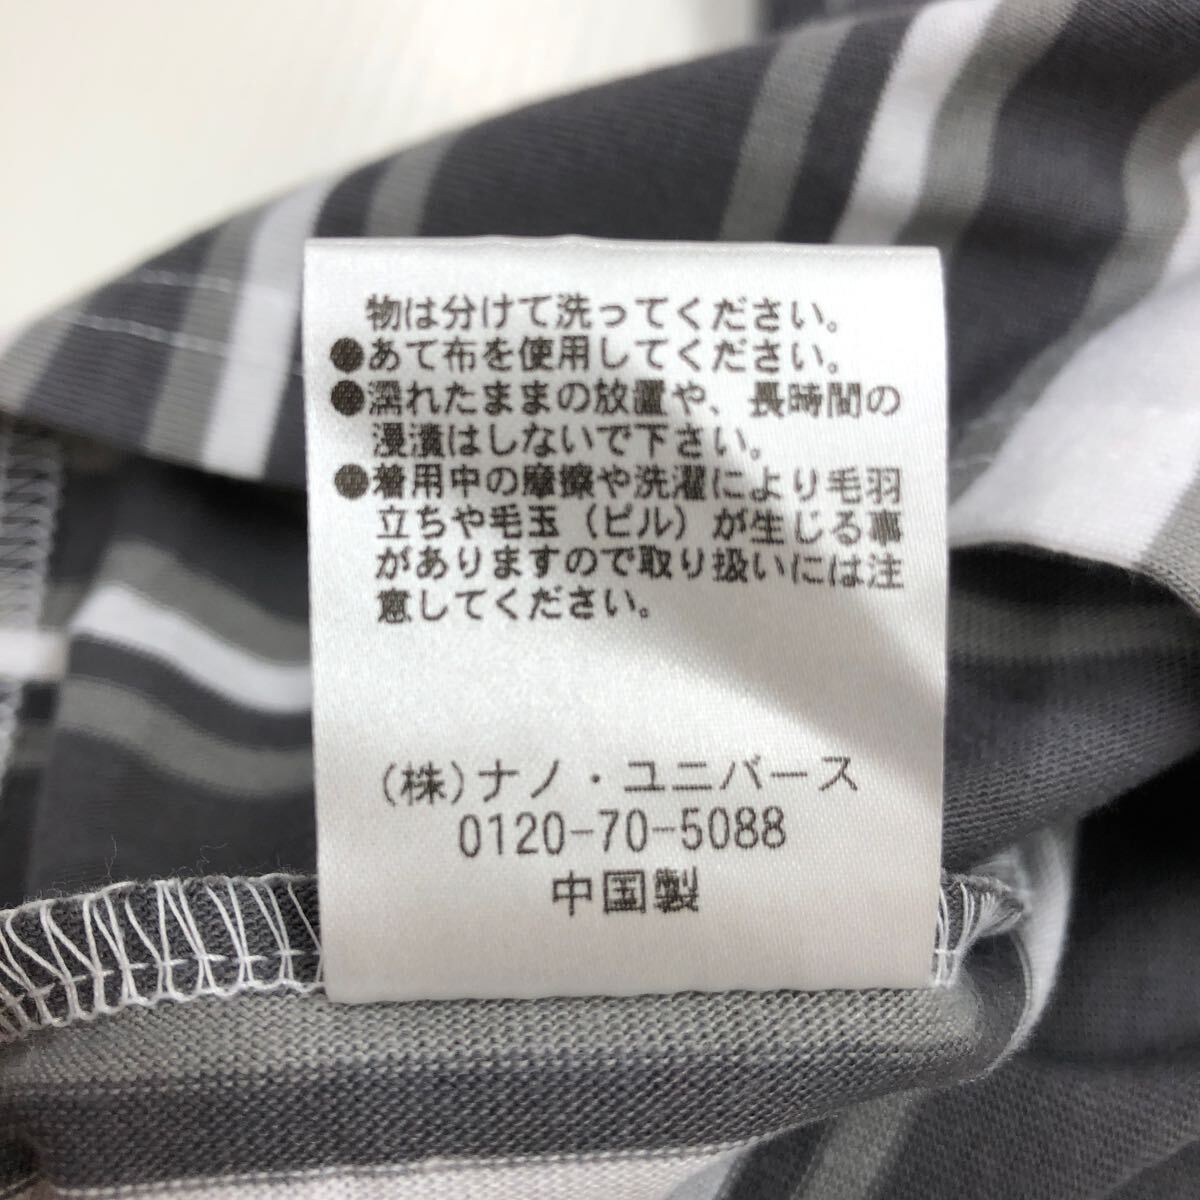 物は分けて洗ってください。
●あて布を使用してください。
●濡れたままの放置や、長時間の
浸漬はしないで下さい。
●着用中の摩擦や洗濯により毛羽
立ちや毛玉（ピル）が生じる事
がありますので取り扱いには注
意してください。
(株)ナノ・ユニバース
0120-70-5088
中国製